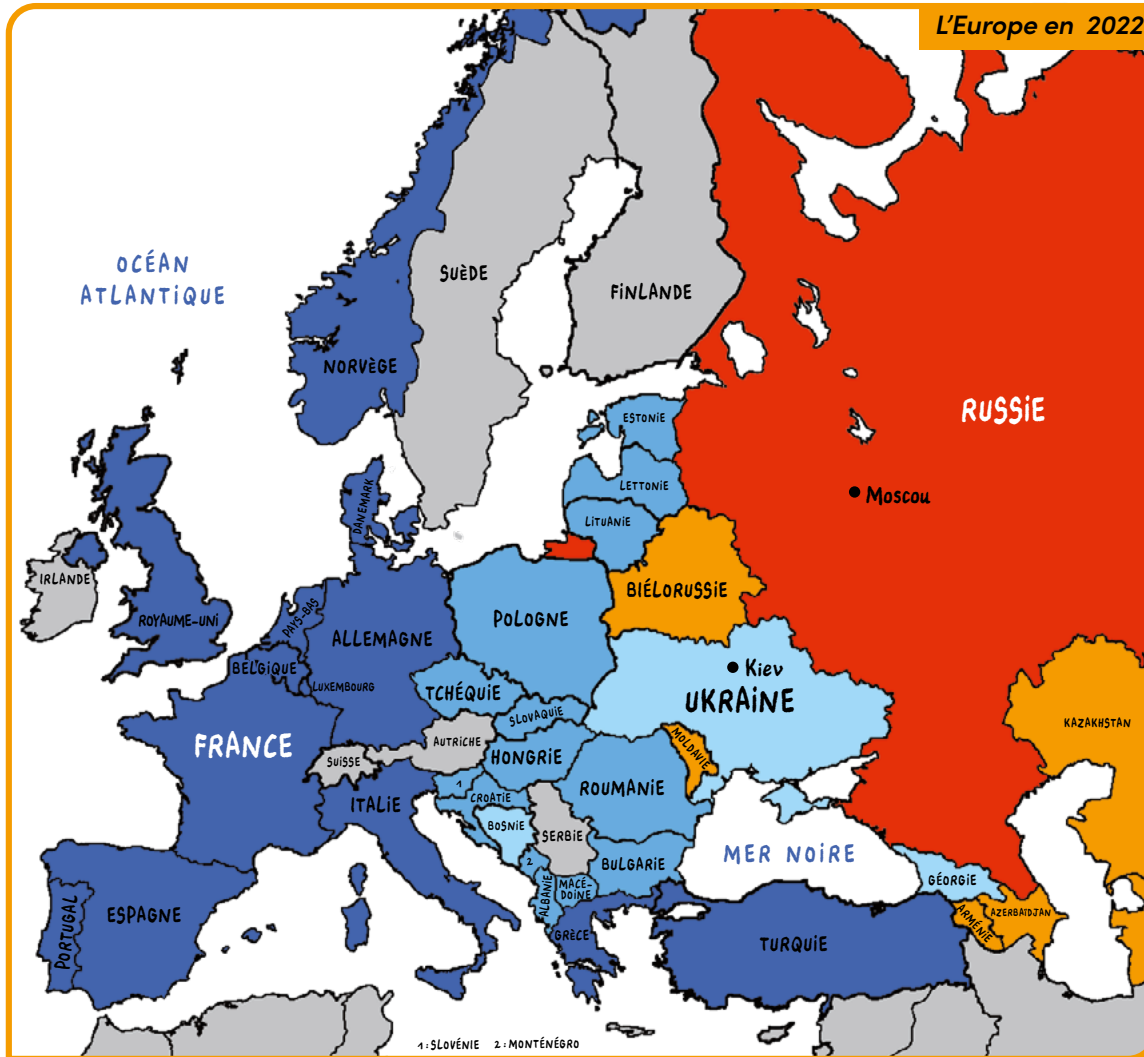 L'Europe en 2022
OCÉAN
ATLANTiQUE
SUÈDE
FiNLANDE
NORVÈGE
RUSSiE
ESTONiE
Moscou
LETTONiE
DANEMARK
LiTUANiE
iRLANDE
BiÉLORUSSiE
ROYAUME-UNi
PAYS-BAS
ALLEMAGNE
POLOGNE
Kiev
BELGiQUE
LUXEMBOURG
TCHÉQUiE
UKRAiNE
SLOVAQUiE
KAZAKHSTAN
FRANCE
AUTRiCHE
SUiSSE
HONGRiE
MOLDAViE
iTALiE
1
CROATiE
ROUMANiE
BOSNiE
SERBiE
MER NOiRE
2
BULGARiE
GÉORGiE
ALBANiE
MACÉ-
DOiNE
ESPAGNE
PORTUGAL
GRÈCE
TURQUiE
ARMÉNiE
AZERBAÏDJAN
1 : SLOVÉNiE 2 : MONTÉNÉGRO